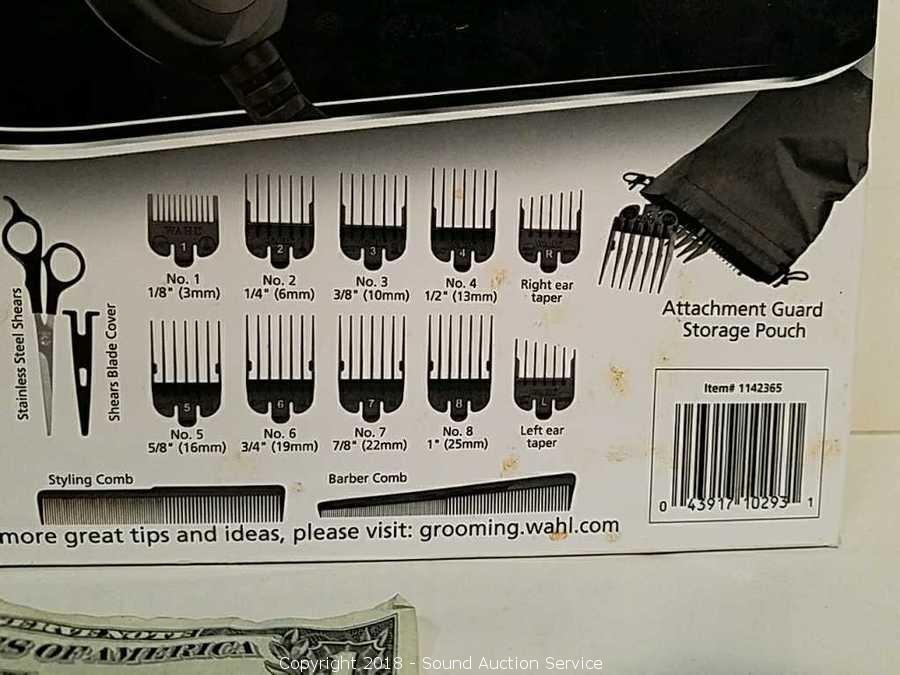 WAHL
1
2
3
4
R
No. 1
1/8" (3mm)
No. 2
1/4" (6mm)
No. 3
3/8" (10mm)
No. 4
1/2" (13mm)
Right ear
taper
Stainless Steel Shears
Shears Blade Cover
Attachment Guard
Storage Pouch
5
6
7
8
L
No. 5
5/8" (16mm)
No. 6
3/4" (19mm)
No. 7
7/8" (22mm)
No. 8
1" (25mm)
Left ear
taper
Item# 1142365
0 43917 10293 1
Styling Comb
Barber Comb
more great tips and ideas, please visit: grooming.wahl.com
SERVE NOTE
S OF AMERICA
Copyright 2018 - Sound Auction Service